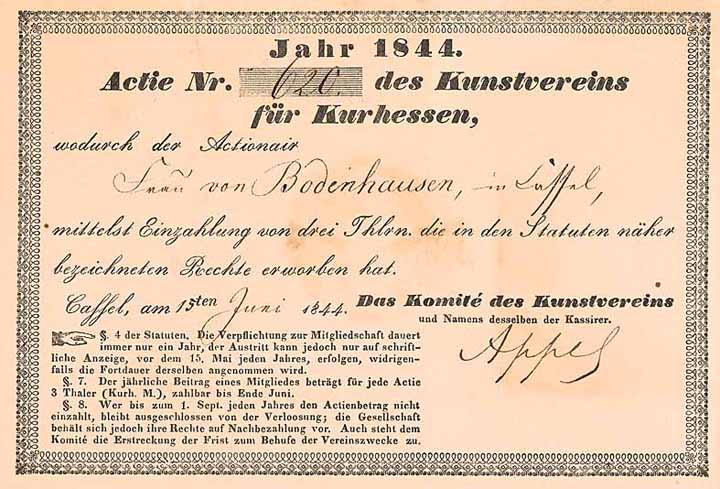 Jahr 1844.
Actie Nr. 620. des Kunstvereins
für Kurhessen,
wodurch der Actionair
Frau von Bodenhausen, in Cassel,
mittelst Einzahlung von drei Thlrn. die in den Statuten näher
bezeichneten Rechte erworben hat.
Cassel, am 15ten Juni 1844. Das Komité des Kunstvereins
und Namens desselben der Kassirer.
Appel
§. 4 der Statuten. Die Verpflichtung zur Mitgliedschaft dauert
immer nur ein Jahr, der Austritt kann jedoch nur auf schrift-
liche Anzeige, vor dem 15. Mai jeden Jahres, erfolgen, widrigen-
falls die Fortdauer derselben angenommen wird.
§. 7. Der jährliche Beitrag eines Mitgliedes beträgt für jede Actie
3 Thaler (Kurh. M.), zahlbar bis Ende Juni.
§. 8. Wer bis zum 1. Sept. jeden Jahres den Actienbetrag nicht
einzahlt, bleibt ausgeschlossen von der Verloosung; die Gesellschaft
behält sich jedoch ihre Rechte auf Nachbezahlung vor. Auch steht dem
Komité die Erstreckung der Frist zum Behufe der Vereinszwecke zu.